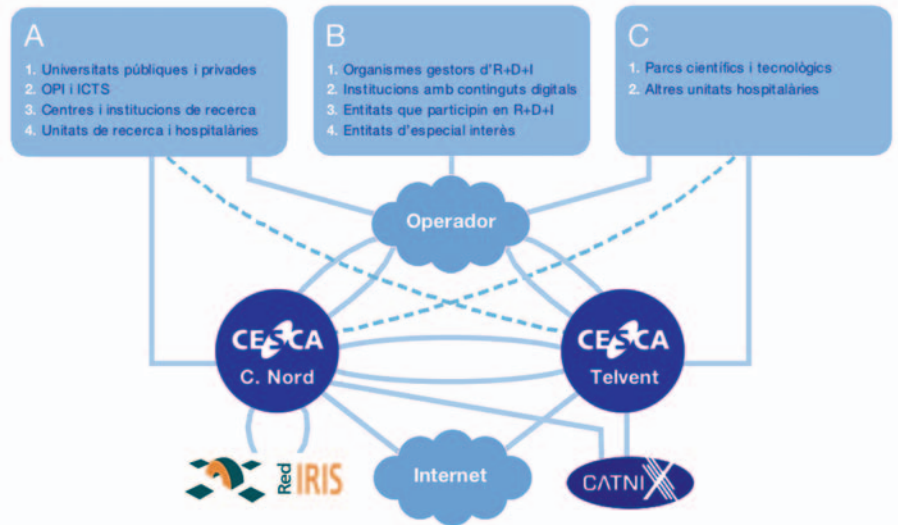 A
1. Universitats públiques i privades
2. OPI i ICTS
3. Centres i institucions de recerca
4. Unitats de recerca i hospitalàries
B
1. Organismes gestors d'R+D+I
2. Institucions amb continguts digitals
3. Entitats que participin en R+D+I
4. Entitats d'especial interès
C
1. Parcs científics i tecnològics
2. Altres unitats hospitalàries
Operador
CESCA
C. Nord
CESCA
Telvent
Red IRIS
Internet
CATNIX